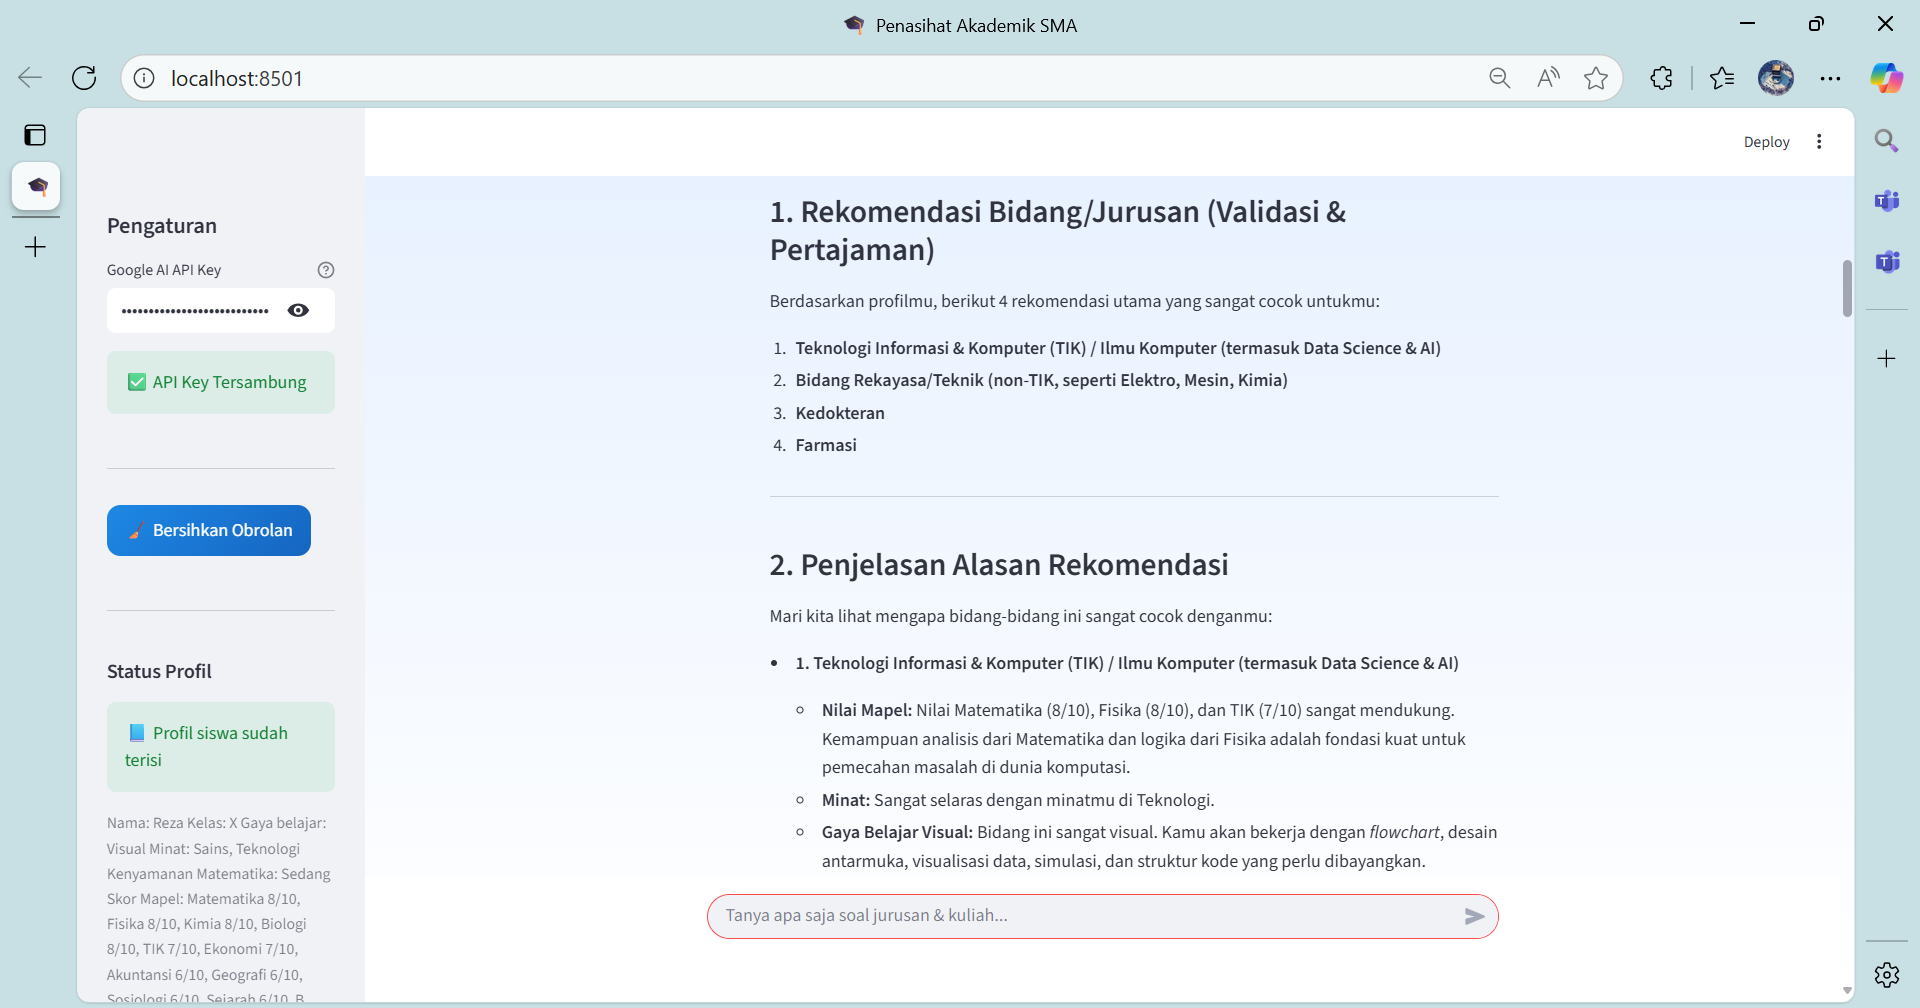 Penasihat Akademik SMA
localhost:8501
Deploy
Pengaturan
Google AI API Key
API Key Tersambung
Bersihkan Obrolan
Status Profil
Profil siswa sudah
terisi
Nama: Reza Kelas: X Gaya belajar:
Visual Minat: Sains, Teknologi
Kenyamanan Matematika: Sedang
Skor Mapel: Matematika 8/10,
Fisika 8/10, Kimia 8/10, Biologi
8/10, TIK 7/10, Ekonomi 7/10,
Akuntansi 6/10, Geografi 6/10,
Sosiologi 6/10, Sejarah 6/10, B
1. Rekomendasi Bidang/Jurusan (Validasi &
Pertajaman)
Berdasarkan profilmu, berikut 4 rekomendasi utama yang sangat cocok untukmu:
1. Teknologi Informasi & Komputer (TIK) / Ilmu Komputer (termasuk Data Science & AI)
2. Bidang Rekayasa/Teknik (non-TIK, seperti Elektro, Mesin, Kimia)
3. Kedokteran
4. Farmasi
2. Penjelasan Alasan Rekomendasi
Mari kita lihat mengapa bidang-bidang ini sangat cocok denganmu:
• 1. Teknologi Informasi & Komputer (TIK) / Ilmu Komputer (termasuk Data Science & AI)
Nilai Mapel: Nilai Matematika (8/10), Fisika (8/10), dan TIK (7/10) sangat mendukung.
Kemampuan analisis dari Matematika dan logika dari Fisika adalah fondasi kuat untuk
pemecahan masalah di dunia komputasi.
Minat: Sangat selaras dengan minatmu di Teknologi.
Gaya Belajar Visual: Bidang ini sangat visual. Kamu akan bekerja dengan flowchart, desain
antarmuka, visualisasi data, simulasi, dan struktur kode yang perlu dibayangkan.
Tanya apa saja soal jurusan & kuliah...